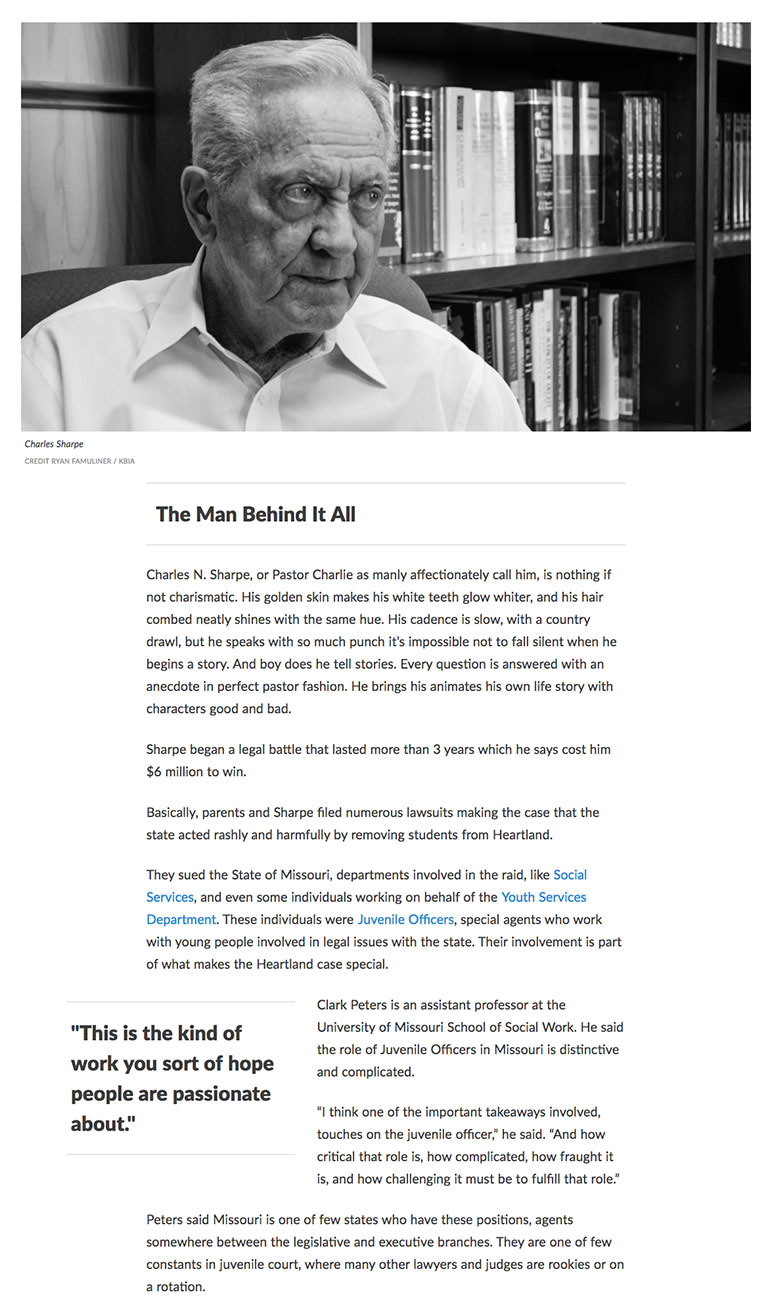 Charles Sharpe
CREDIT RYAN FAMULINER / KBIA
The Man Behind It All
Charles N. Sharpe, or Pastor Charlie as manly affectionately call him, is nothing if
not charismatic. His golden skin makes his white teeth glow whiter, and his hair
combed neatly shines with the same hue. His cadence is slow, with a country
drawl, but he speaks with so much punch it's impossible not to fall silent when he
begins a story. And boy does he tell stories. Every question is answered with an
anecdote in perfect pastor fashion. He brings his animates his own life story with
characters good and bad.
Sharpe began a legal battle that lasted more than 3 years which he says cost him
$6 million to win.
Basically, parents and Sharpe filed numerous lawsuits making the case that the
state acted rashly and harmfully by removing students from Heartland.
They sued the State of Missouri, departments involved in the raid, like Social
Services, and even some individuals working on behalf of the Youth Services
Department. These individuals were Juvenile Officers, special agents who work
with young people involved in legal issues with the state. Their involvement is part
of what makes the Heartland case special.
"This is the kind of
work you sort of hope
people are passionate
about."
Clark Peters is an assistant professor at the
University of Missouri School of Social Work. He said
the role of Juvenile Officers in Missouri is distinctive
and complicated.
“I think one of the important takeaways involved,
touches on the juvenile officer,” he said. “And how
critical that role is, how complicated, how fraught it
is, and how challenging it must be to fulfill that role.”
Peters said Missouri is one of few states who have these positions, agents
somewhere between the legislative and executive branches. They are one of few
constants in juvenile court, where many other lawyers and judges are rookies or on
a rotation.